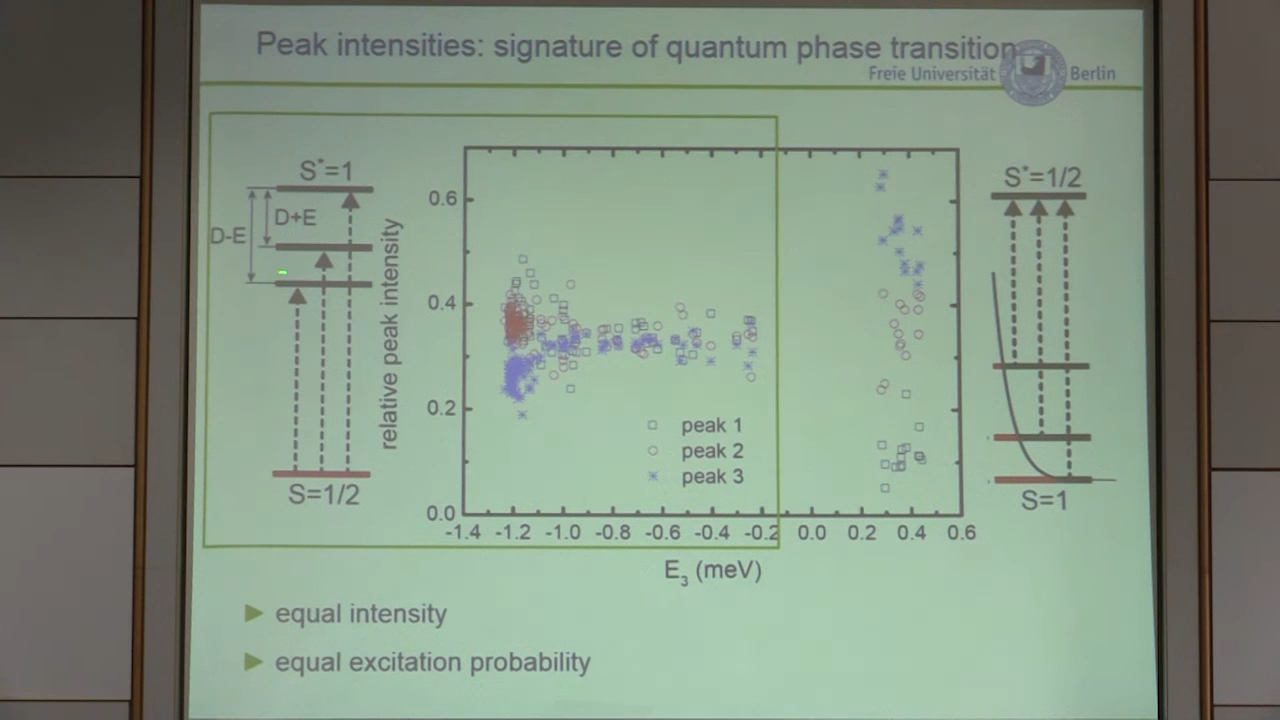 Peak intensities: signature of quantum phase transition
Freie Universität Berlin
S*=1
D+E
D-E
S=1/2
relative peak intensity
0.6
0.4
0.2
0.0
-1.4 -1.2 -1.0 -0.8 -0.6 -0.4 -0.2 0.0 0.2 0.4 0.6
E3 (meV)
peak 1
peak 2
peak 3
S*=1/2
S=1
equal intensity
equal excitation probability